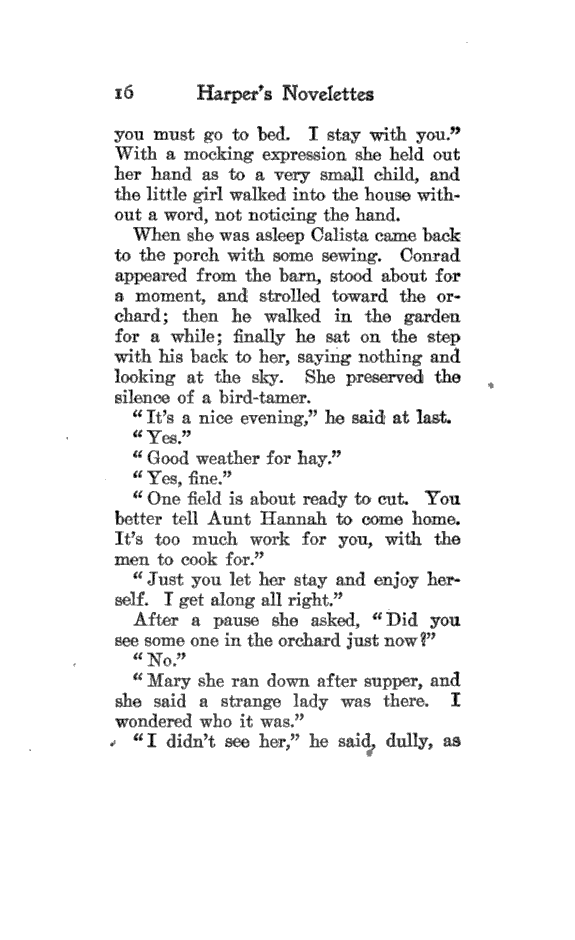 16 Harper's Novelettes
you must go to bed. I stay with you."
With a mocking expression she held out
her hand as to a very small child, and
the little girl walked into the house with-
out a word, not noticing the hand.
When she was asleep Calista came back
to the porch with some sewing. Conrad
appeared from the barn, stood about for
a moment, and strolled toward the or-
chard; then he walked in the garden
for a while; finally he sat on the step
with his back to her, saying nothing and
looking at the sky. She preserved the
silence of a bird-tamer.
"It's a nice evening," he said at last.
"Yes."
"Good weather for hay."
"Yes, fine."
"One field is about ready to cut. You
better tell Aunt Hannah to come home.
It's too much work for you, with the
men to cook for."
"Just you let her stay and enjoy her-
self. I get along all right."
After a pause she asked, "Did you
see some one in the orchard just now?"
"No."
"Mary she ran down after supper, and
she said a strange lady was there. I
wondered who it was."
"I didn't see her," he said, dully, as